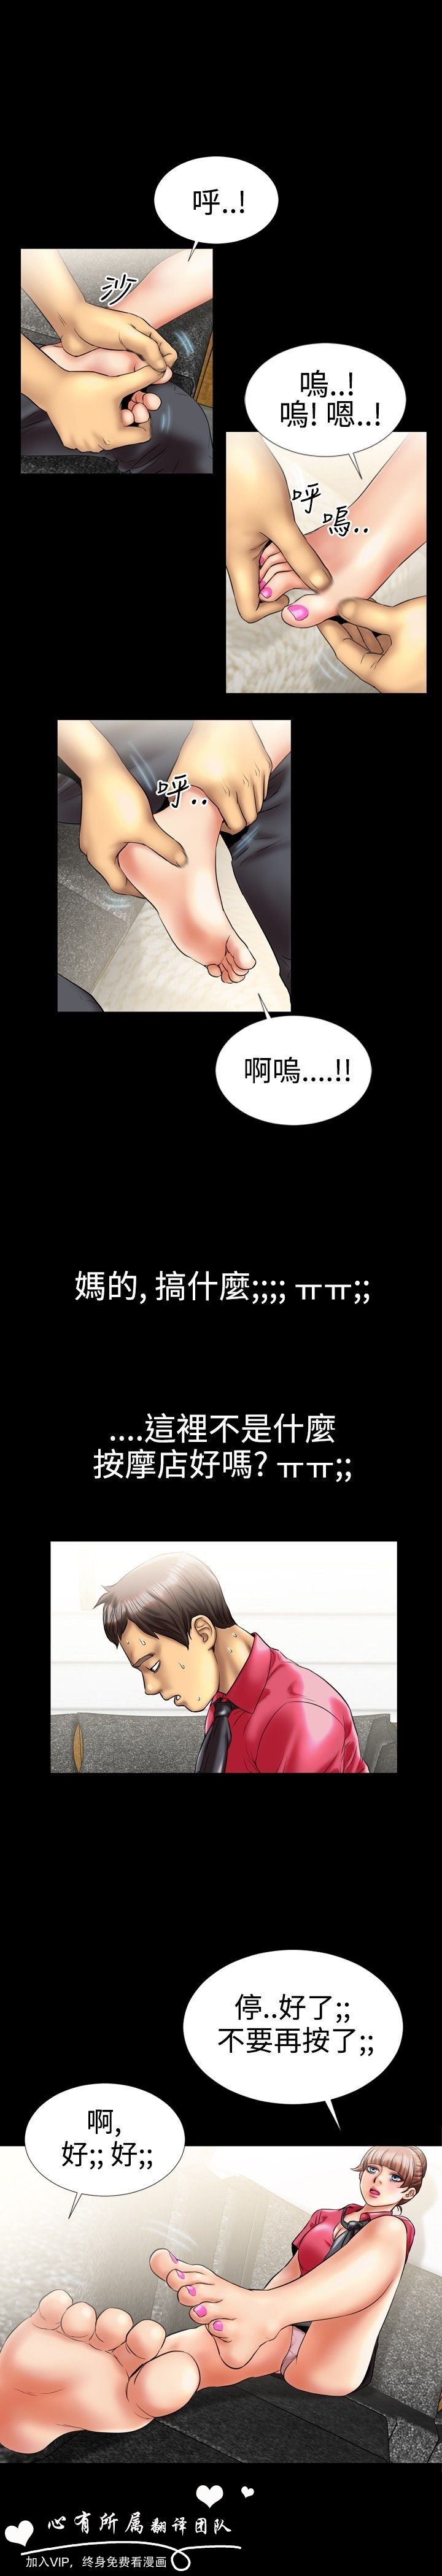 呼..!
沙
嗚..!
嗚! 嗯..!
呼
嗚..
呼..
啊嗚....!!
媽的, 搞什麼;;;; ㅠㅠ;;
....這裡不是什麼
按摩店好嗎? ㅠㅠ;;
停..好了;;
不要再按了;;
啊,
好;; 好;;
心有所属翻译团队
加入VIP，终身免费看漫画